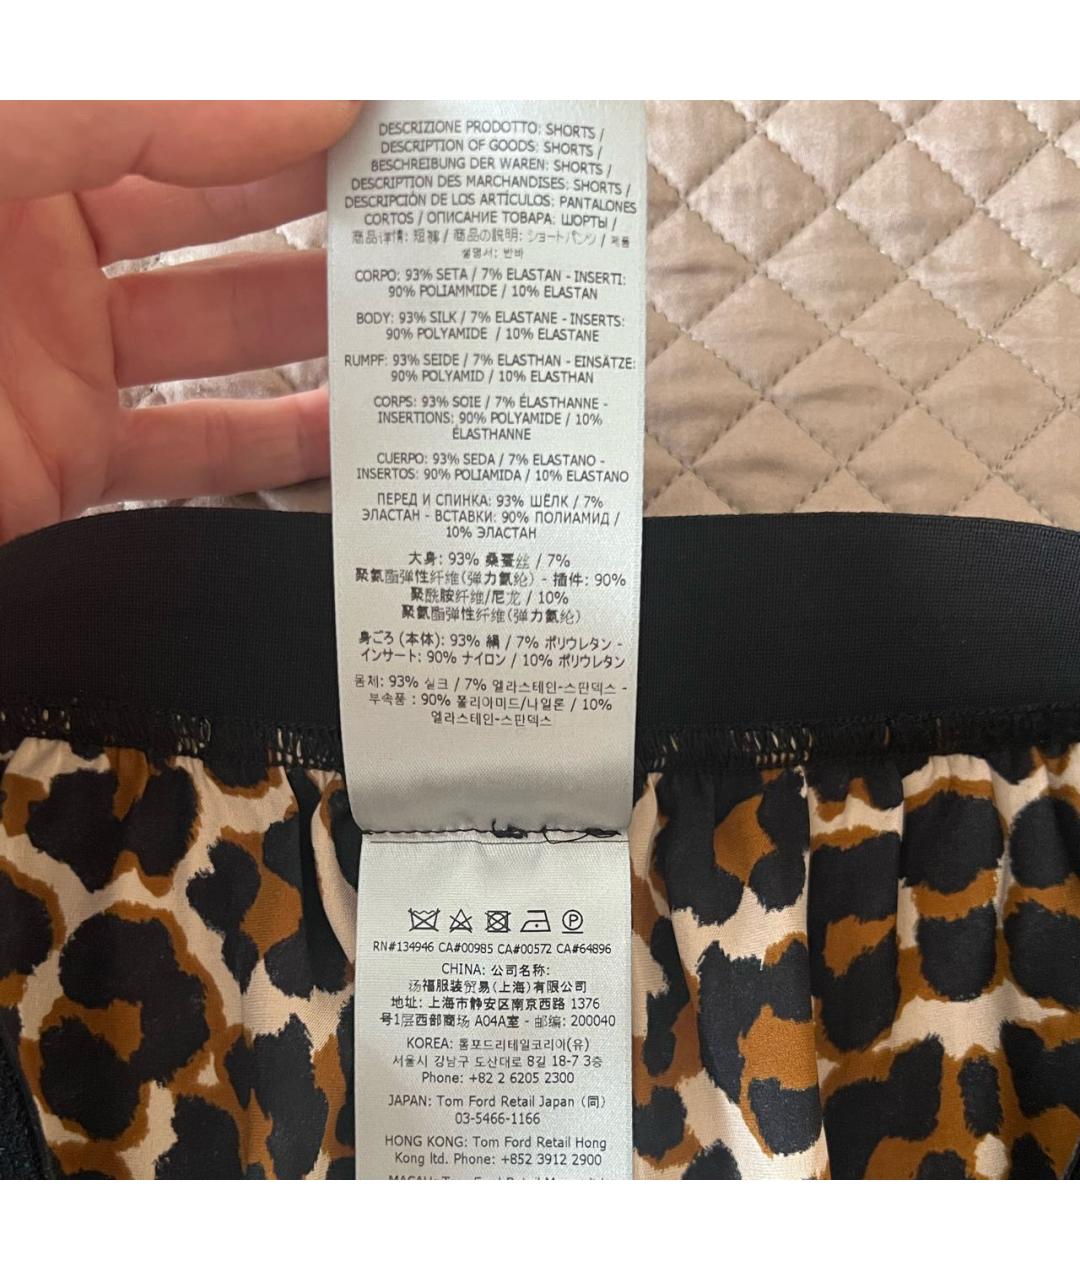 DESCRIZIONE PRODOTTO: SHORTS /
DESCRIPTION OF GOODS: SHORTS /
BESCHREIBUNG DER WAREN: SHORTS /
DESCRIPTION DES MARCHANDISES: SHORTS /
DESCRIPCIÓN DE LOS ARTÍCULOS: PANTALONES
CORTOS / ОПИСАНИЕ ТОВАРА: ШОРТЫ /
商品详情: 短裤 / 商品の説明: ショートパンツ / 제품
설명서: 반바
CORPO: 93% SETA / 7% ELASTAN - INSERTI:
90% POLIAMMIDE / 10% ELASTAN
BODY: 93% SILK / 7% ELASTANE - INSERTS:
90% POLYAMIDE / 10% ELASTANE
RUMPF: 93% SEIDE / 7% ELASTHAN - EINSÄTZE:
90% POLYAMID / 10% ELASTHAN
CORPS: 93% SOIE / 7% ÉLASTHANNE -
INSERTIONS: 90% POLYAMIDE / 10%
ÉLASTHANNE
CUERPO: 93% SEDA / 7% ELASTANO -
INSERTOS: 90% POLIAMIDA / 10% ELASTANO
ПЕРЕД И СПИНКА: 93% ШЁЛК / 7%
ЭЛАСТАН - ВСТАВКИ: 90% ПОЛИАМИД /
10% ЭЛАСТАН
大身: 93% 桑蚕丝 / 7%
聚氨酯弹性纤维(弹力氨纶) - 插件: 90%
聚酰胺纤维/尼龙 / 10%
聚氨酯弹性纤维(弹力氨纶)
身ごろ (本体): 93% 絹 / 7% ポリウレタン -
インサート: 90% ナイロン / 10% ポリウレタン
몸체: 93% 실크 / 7% 엘라스테인-스판덱스 -
부속품 : 90% 폴리아미드/나일론 / 10%
엘라스테인-스판덱스
P
RN#134946 CA#00985 CA#00572 CA#64896
CHINA: 公司名称:
汤福服装贸易(上海)有限公司
地址: 上海市静安区南京西路 1376
号1层西部商场 A04A室 - 邮编: 200040
KOREA: 톰포드리테일코리아(유)
서울시 강남구 도산대로 8길 18-7 3층
Phone: +82 2 6205 2300
JAPAN: Tom Ford Retail Japan (同)
03-5466-1166
HONG KONG: Tom Ford Retail Hong
Kong ltd. Phone: +852 3912 2900